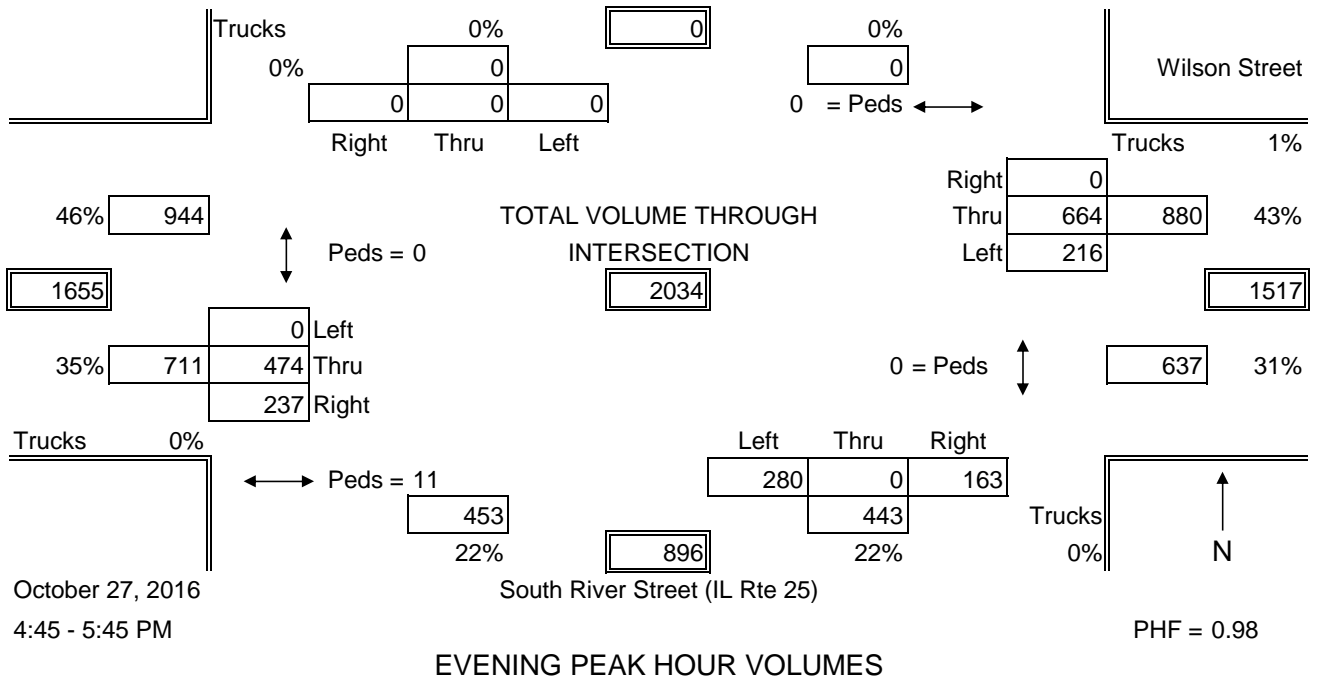 Trucks 0% 0 0%
0% 0 0 Wilson Street
0 0 0 0 = Peds
Right Thru Left Trucks 1%
Right 0
46% 944 TOTAL VOLUME THROUGH Thru 664 880 43%
Peds = 0 INTERSECTION Left 216
1655 2034 1517
0 Left
35% 711 474 Thru 0 = Peds 637 31%
237 Right
Trucks 0% Left Thru Right
Peds = 11 280 0 163
453 443 Trucks
22% 896 22% 0% N
October 27, 2016 South River Street (IL Rte 25)
4:45 - 5:45 PM PHF = 0.98
EVENING PEAK HOUR VOLUMES